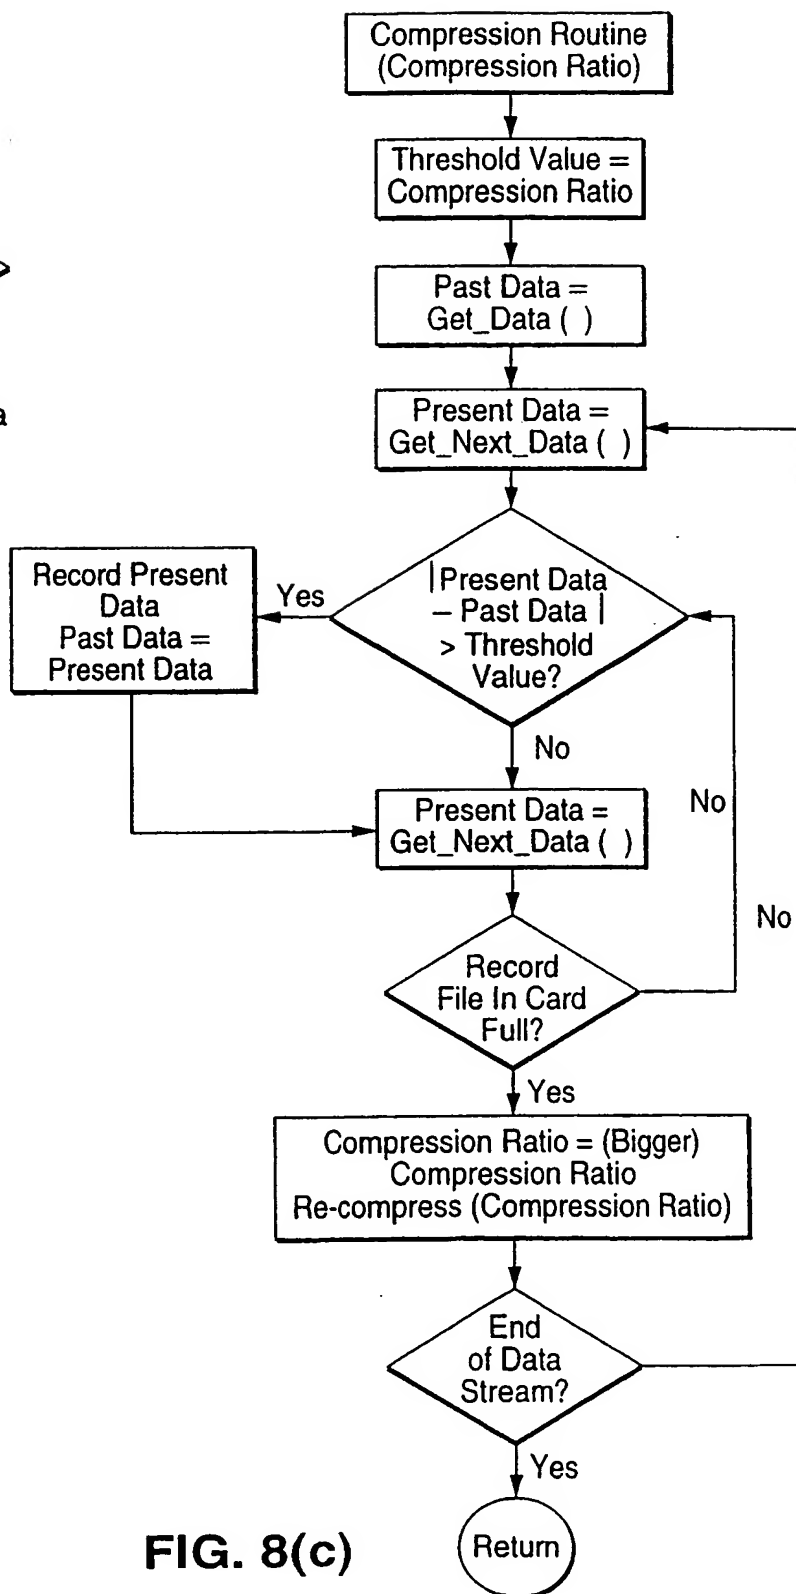 Compression Routine
(Compression Ratio)
Threshold Value =
Compression Ratio
Past Data =
Get_Data ( )
a
Present Data =
Get_Next_Data ( )
|Present Data
– Past Data |
> Threshold
Value?
Yes
Record Present
Data
Past Data =
Present Data
No
Present Data =
Get_Next_Data ( )
No
No
Record
File In Card
Full?
Yes
Compression Ratio = (Bigger)
Compression Ratio
Re-compress (Compression Ratio)
End
of Data
Stream?
Yes
Return
FIG. 8(c)